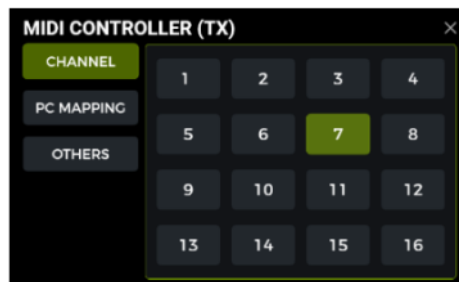 MIDI CONTROLLER (TX) ×
CHANNEL
PC MAPPING
OTHERS
1 2 3 4
5 6 7 8
9 10 11 12
13 14 15 16